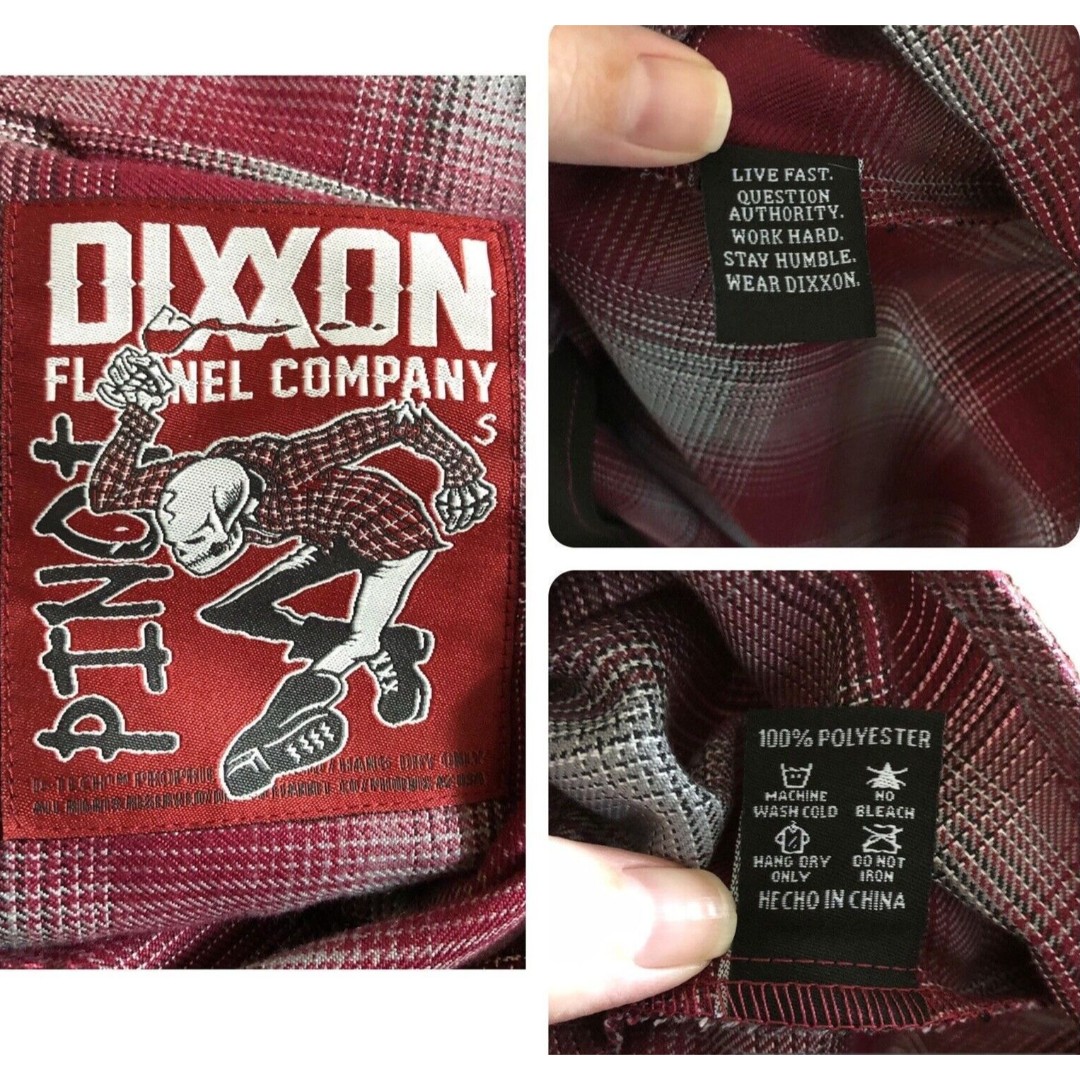 DIXXON
FLANNEL COMPANY
S
PINOT
LIVE FAST.
QUESTION
AUTHORITY.
WORK HARD.
STAY HUMBLE.
WEAR DIXXON.
100% POLYESTER
MACHINE
WASH COLD
NO
BLEACH
HANG DRY
ONLY
DO NOT
IRON
HECHO IN CHINA